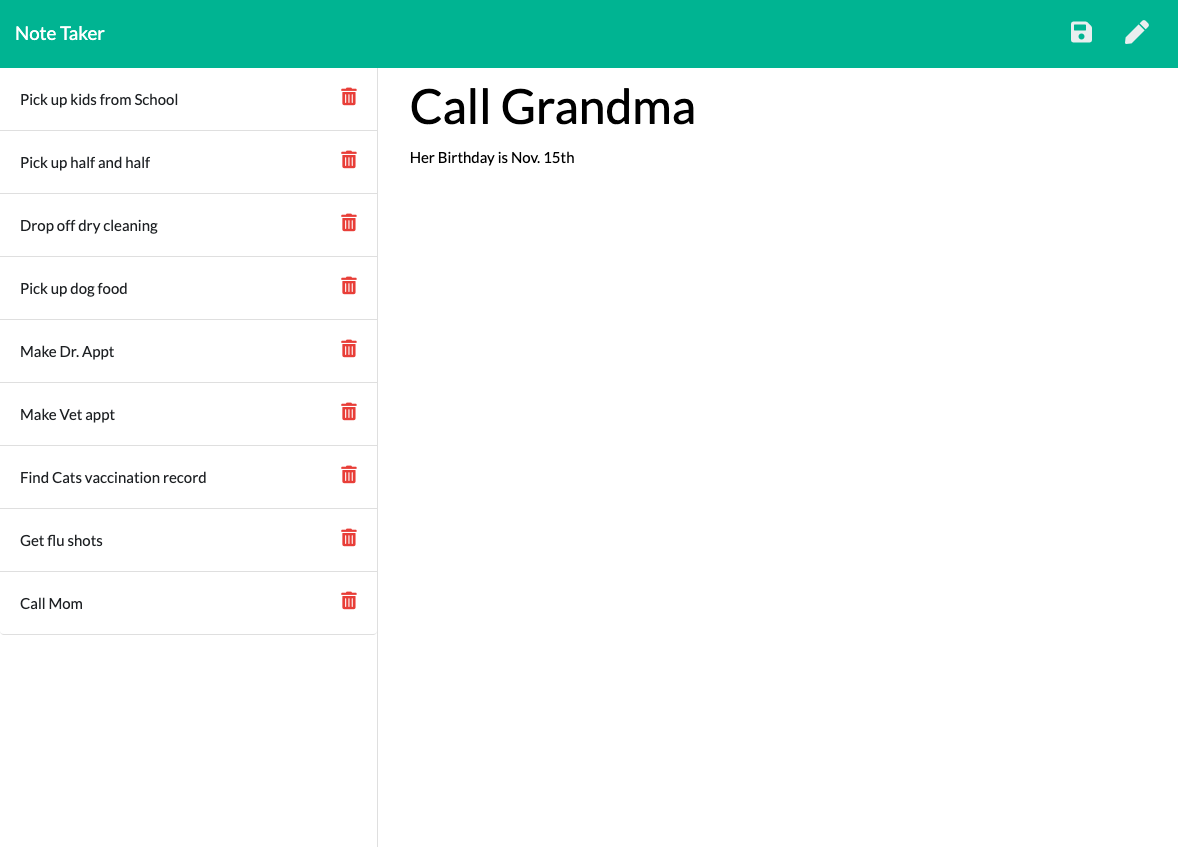 Note Taker
Pick up kids from School
Pick up half and half
Drop off dry cleaning
Pick up dog food
Make Dr. Appt
Make Vet appt
Find Cats vaccination record
Get flu shots
Call Mom
Call Grandma
Her Birthday is Nov. 15th